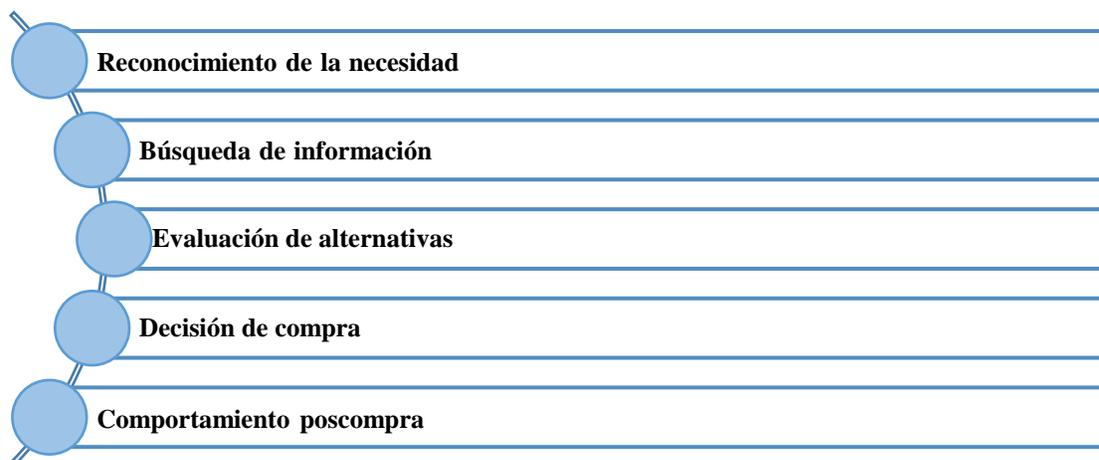 Reconocimiento de la necesidad
Búsqueda de información
Evaluación de alternativas
Decisión de compra
Comportamiento poscompra